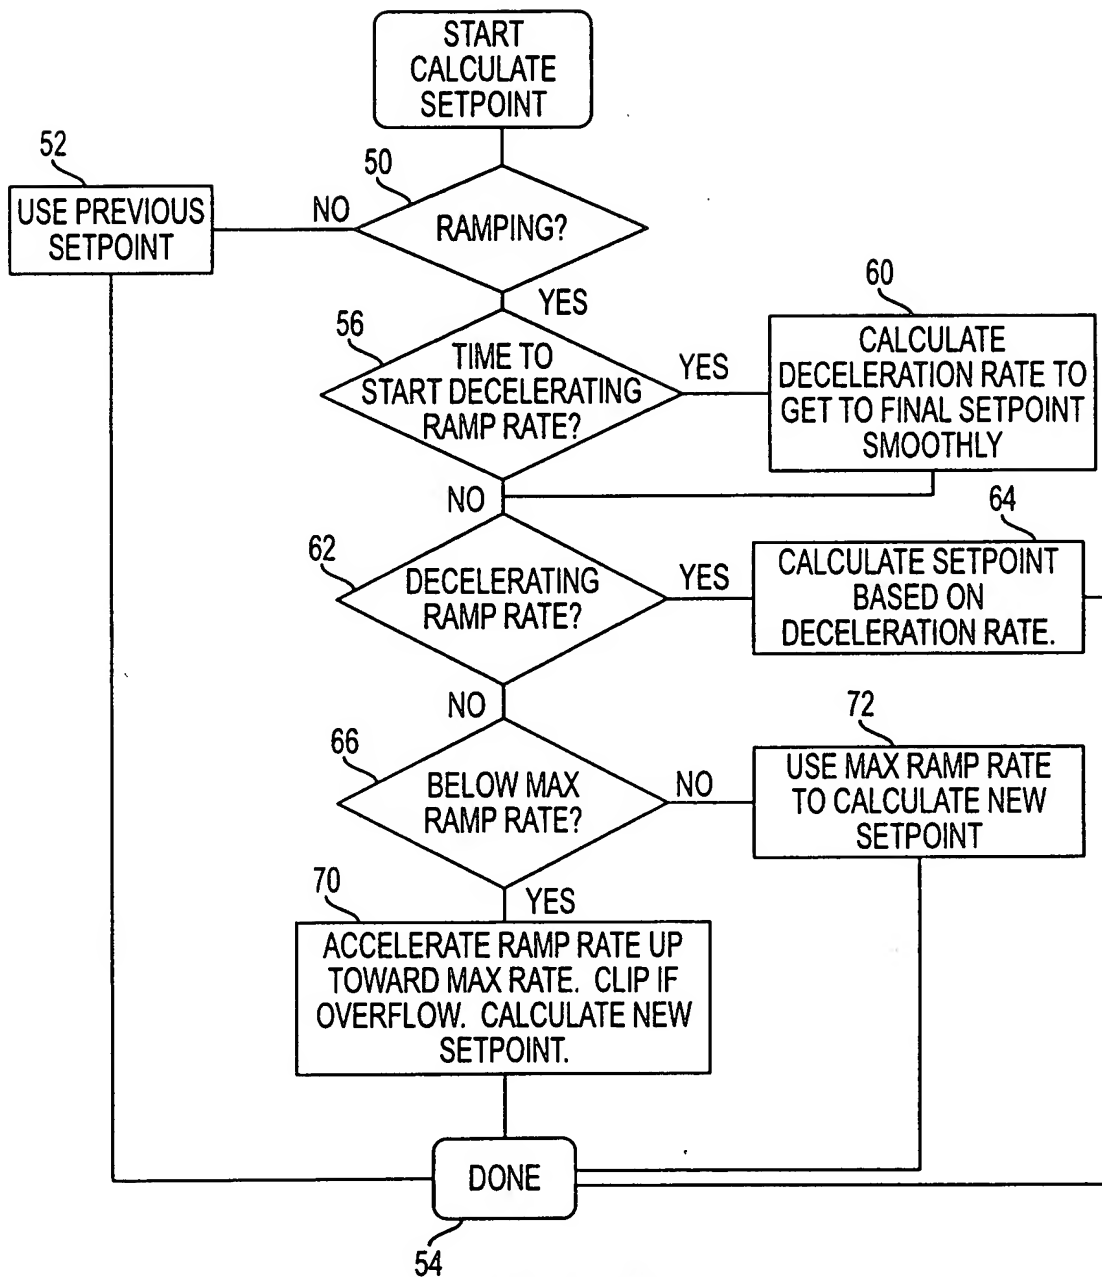 START
CALCULATE
SETPOINT
52
50
USE PREVIOUS
SETPOINT
NO
RAMPING?
YES
60
56
TIME TO
START DECELERATING
RAMP RATE?
YES
CALCULATE
DECELERATION RATE TO
GET TO FINAL SETPOINT
SMOOTHLY
NO
64
62
DECELERATING
RAMP RATE?
YES
CALCULATE SETPOINT
BASED ON
DECELERATION RATE.
NO
72
66
BELOW MAX
RAMP RATE?
NO
USE MAX RAMP RATE
TO CALCULATE NEW
SETPOINT
YES
70
ACCELERATE RAMP RATE UP
TOWARD MAX RATE. CLIP IF
OVERFLOW. CALCULATE NEW
SETPOINT.
DONE
54